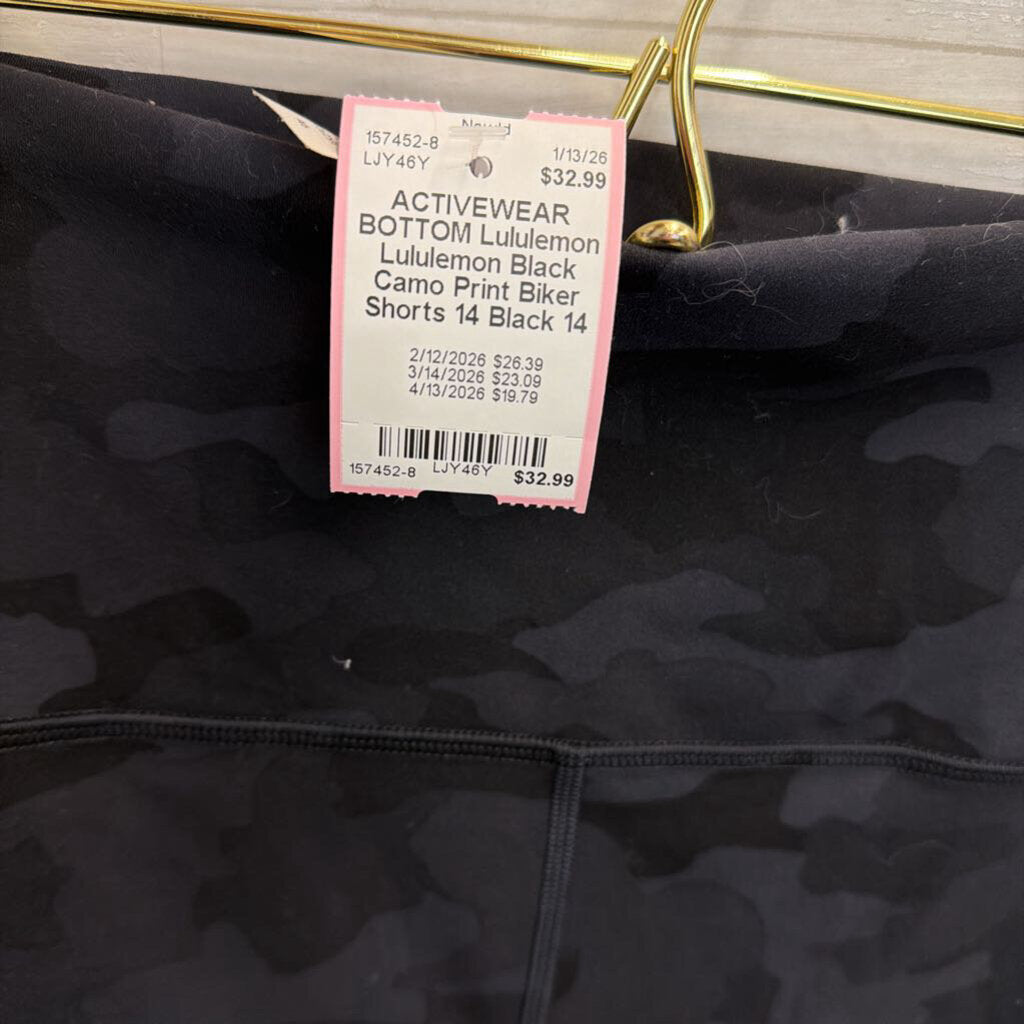 157452-8
LJY46Y
1/13/26
$32.99
ACTIVEWEAR
BOTTOM Lululemon
Lululemon Black
Camo Print Biker
Shorts 14 Black 14
2/12/2026 $26.39
3/14/2026 $23.09
4/13/2026 $19.79
157452-8 LJY46Y $32.99